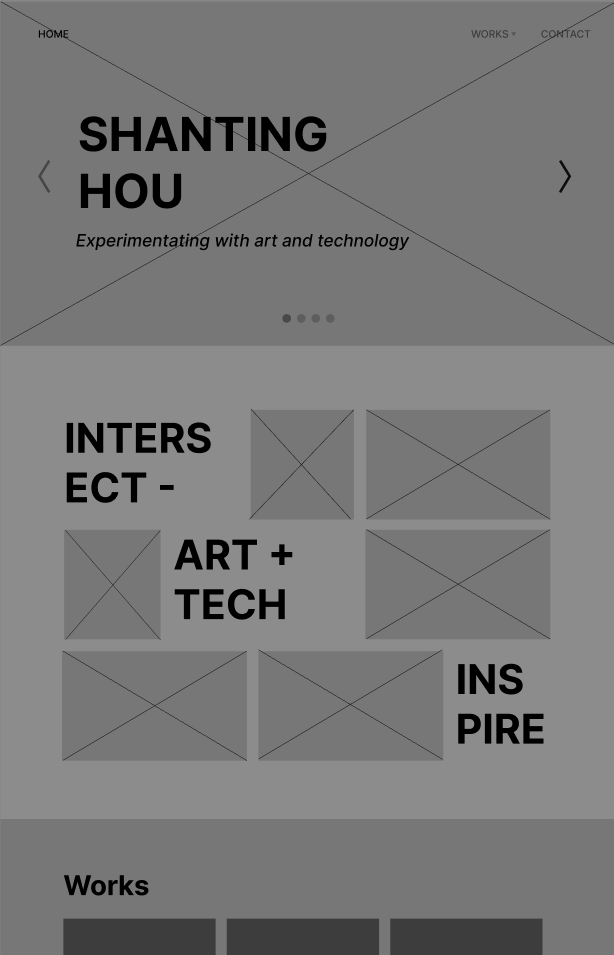 HOME
WORKS
CONTACT
SHANTING
HOU
Experimentating with art and technology
INTERS
ECT -
ART +
TECH
INS
PIRE
Works